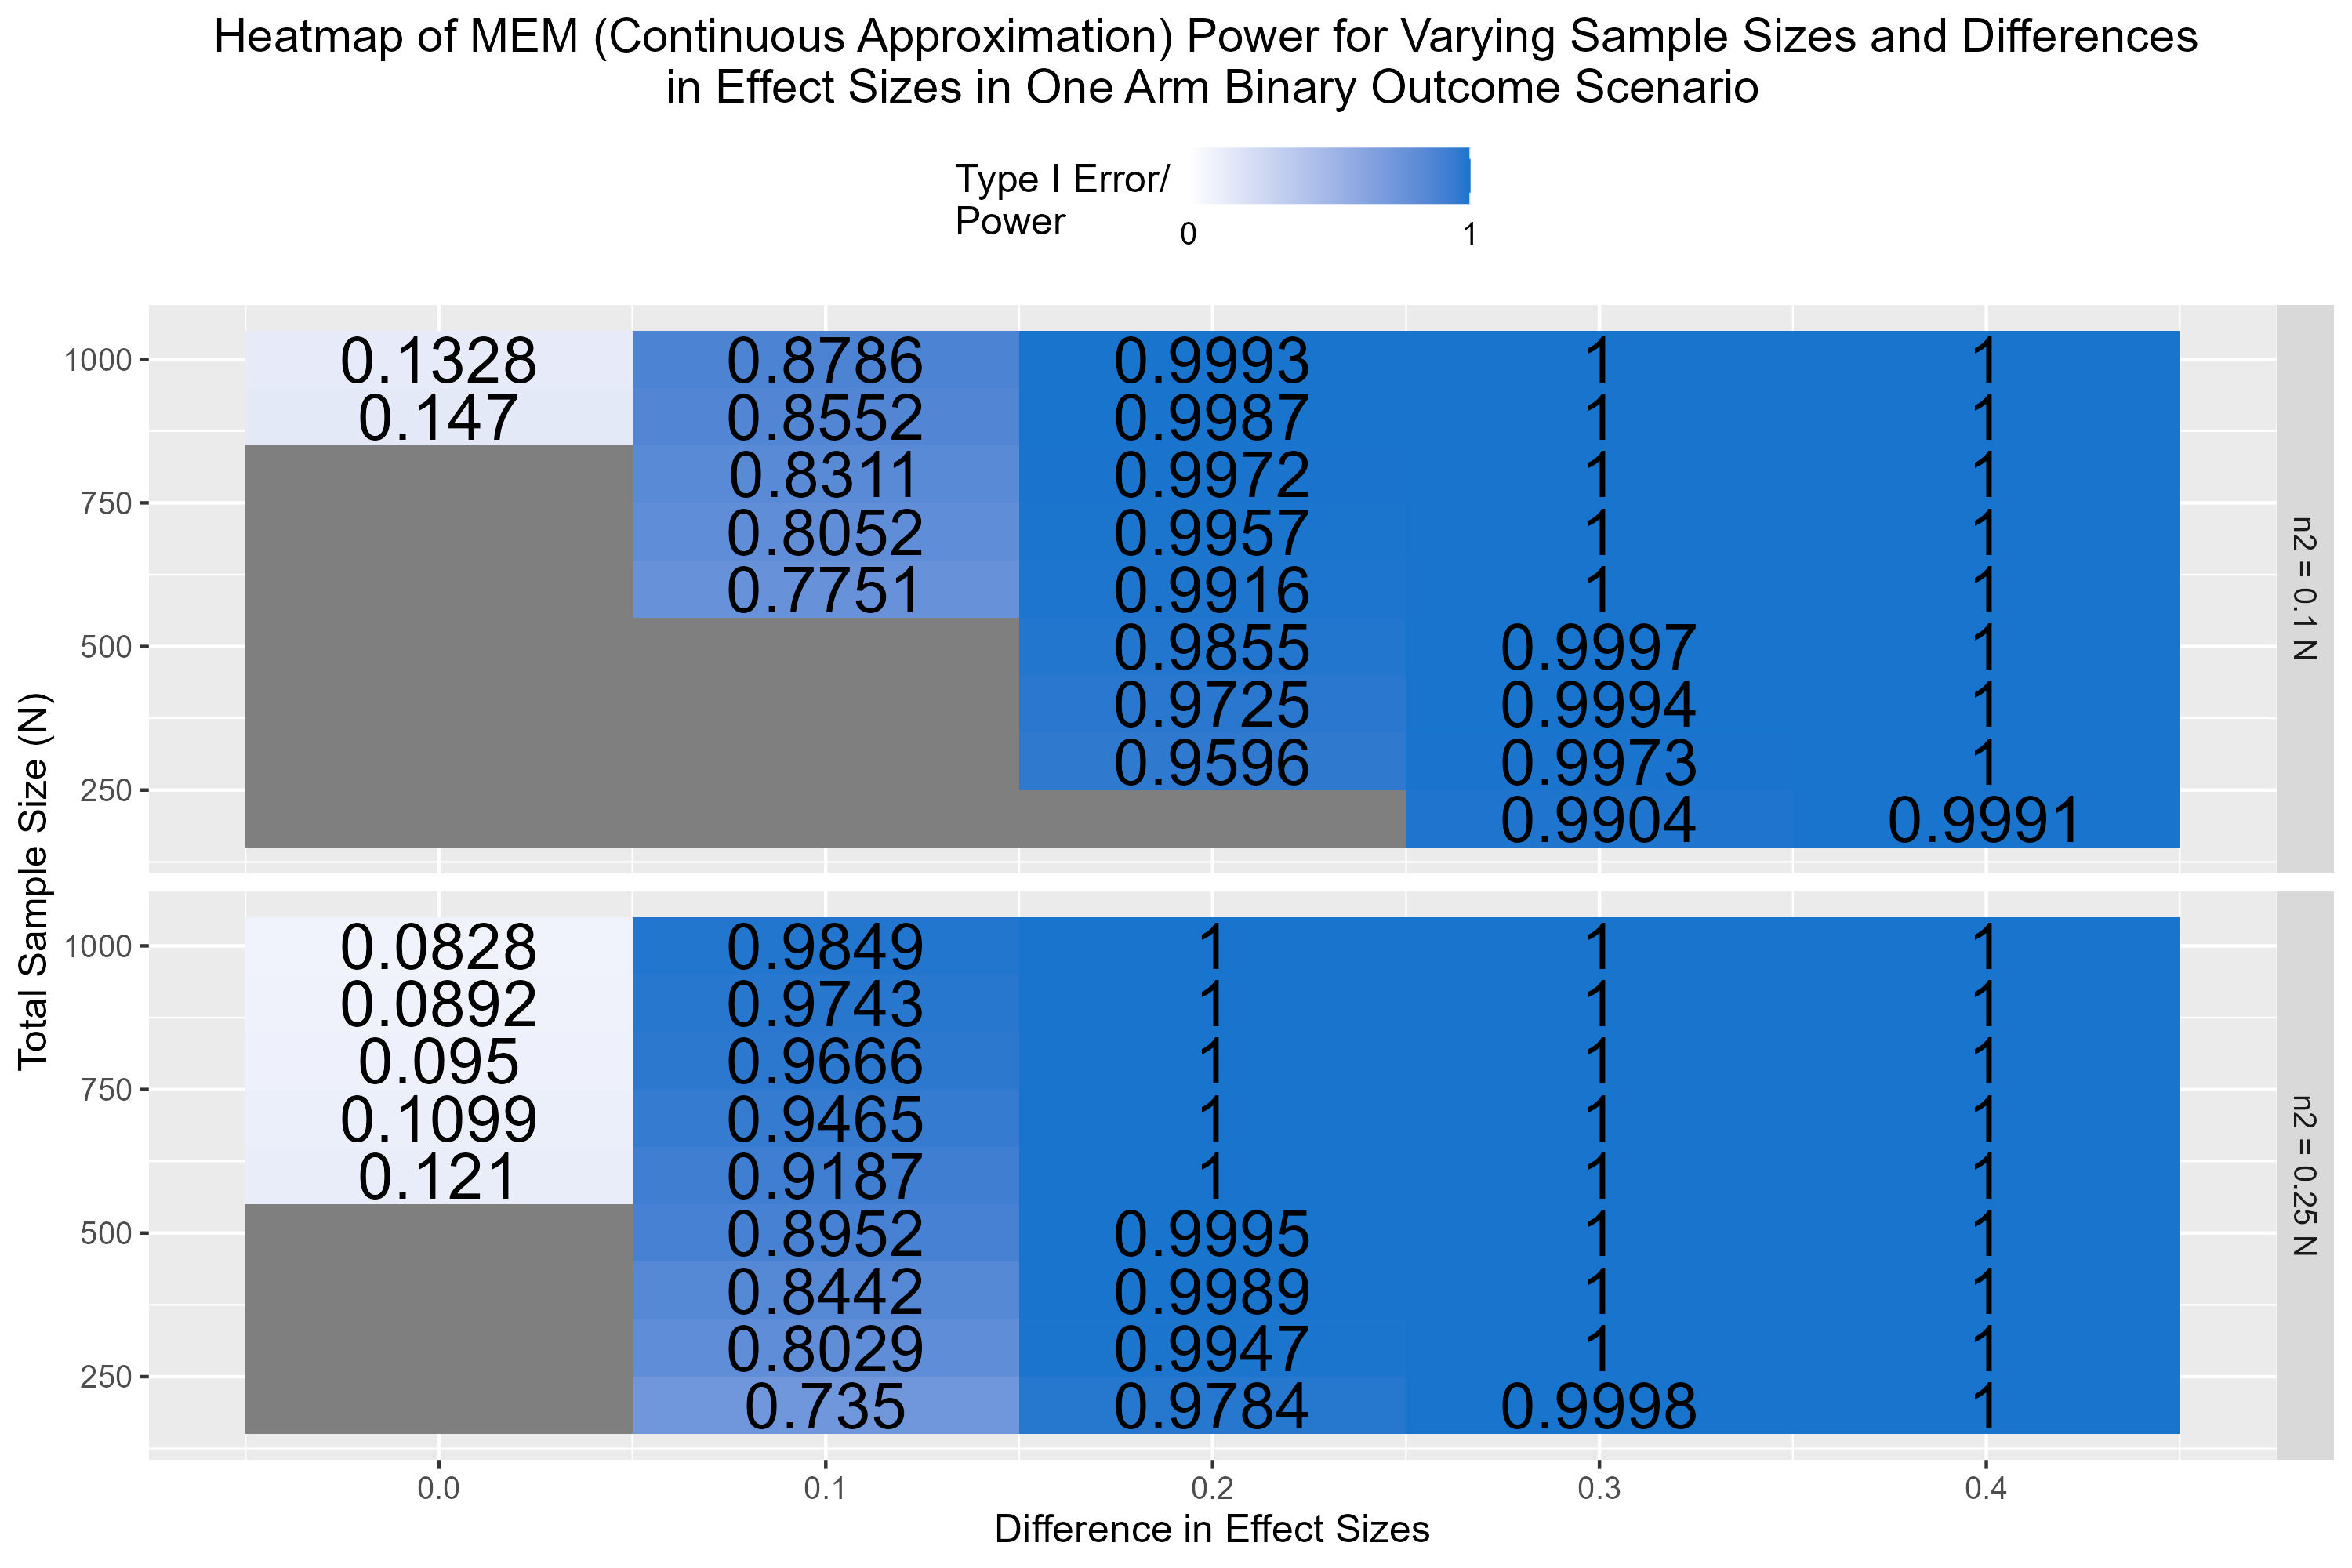 Heatmap of MEM (Continuous Approximation) Power for Varying Sample Sizes and Differences
in Effect Sizes in One Arm Binary Outcome Scenario
Type I Error/
Power
0 1
1000 0.1328 0.8786 0.9993 1 1
0.147 0.8552 0.9987 1 1
0.8311 0.9972 1 1
750
0.8052 0.9957 1 1
0.7751 0.9916 1 1
500 0.9855 0.9997 1
0.9725 0.9994 1
0.9596 0.9973 1
250
0.9904 0.9991
n2 = 0.1 N
Total Sample Size (N)
1000 0.0828 0.9849 1 1 1
0.0892 0.9743 1 1 1
0.095 0.9666 1 1 1
750
0.1099 0.9465 1 1 1
0.121 0.9187 1 1 1
500 0.8952 0.9995 1 1
0.8442 0.9989 1 1
0.8029 0.9947 1 1
250
0.735 0.9784 0.9998 1
n2 = 0.25 N
0.0 0.1 0.2 0.3 0.4
Difference in Effect Sizes